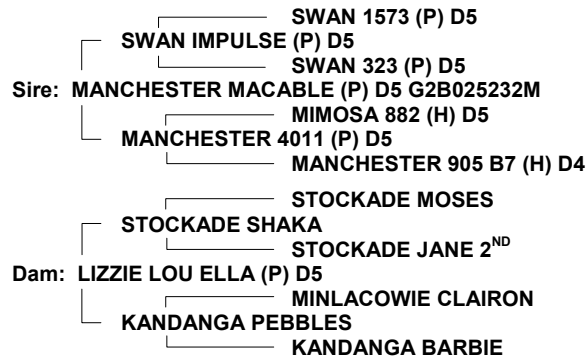 SWAN 1573 (P) D5
SWAN IMPULSE (P) D5
SWAN 323 (P) D5
Sire: MANCHESTER MACABLE (P) D5 G2B025232M
MIMOSA 882 (H) D5
MANCHESTER 4011 (P) D5
MANCHESTER 905 B7 (H) D4
STOCKADE MOSES
STOCKADE SHAKA
STOCKADE JANE 2ND
Dam: LIZZIE LOU ELLA (P) D5
MINLACOWIE CLAIRON
KANDANGA PEBBLES
KANDANGA BARBIE